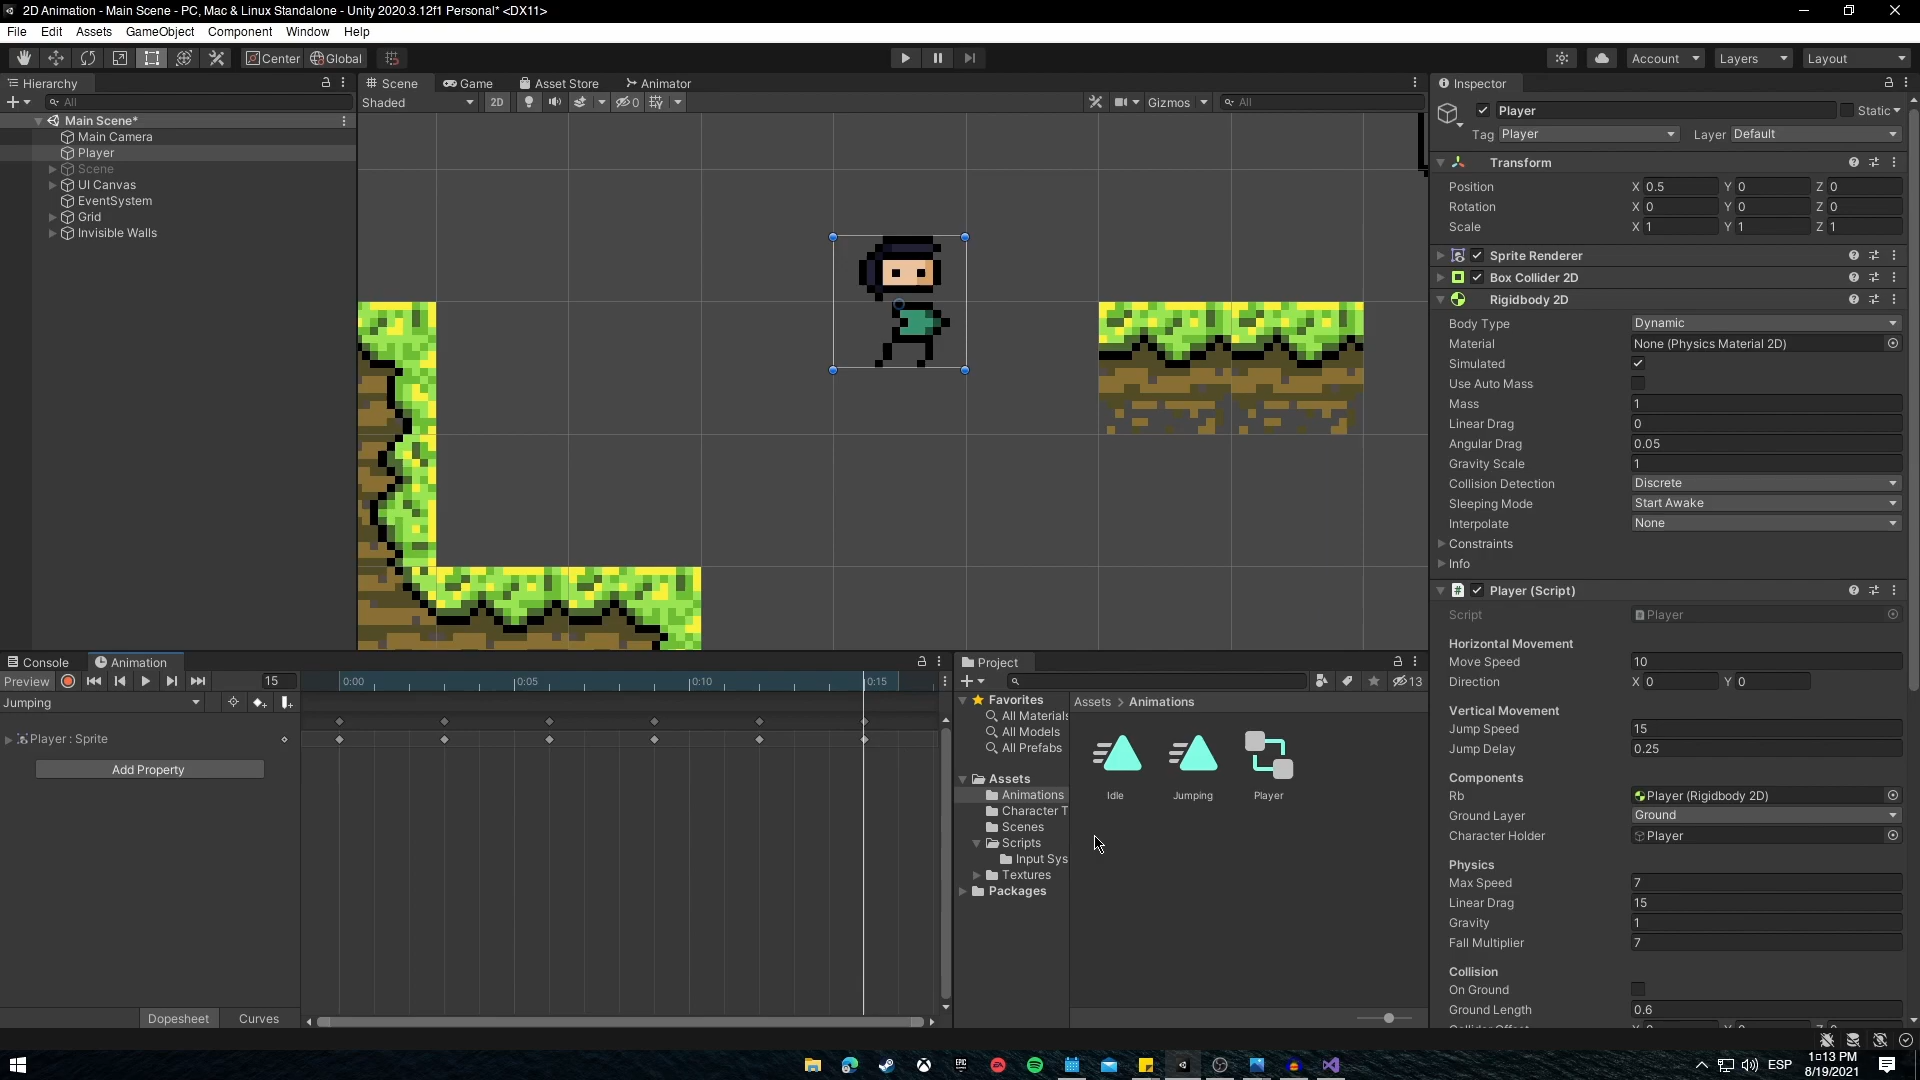 2D Animation - Main Scene - PC, Mac & Linux Standalone - Unity 2020.3.12f1 Personal* <DX11>
File Edit Assets GameObject Component Window Help
Center Global Account Layers Layout
Hierarchy
All
Main Scene*
Main Camera
Player
Scene
UI Canvas
EventSystem
Grid
Invisible Walls
Scene Game Asset Store Animator
Shaded 2D 0 Gizmos All
Inspector
Player Static
Tag Player Layer Default
Transform
Position X 0.5 Y 0 Z 0
Rotation X 0 Y 0 Z 0
Scale X 1 Y 1 Z 1
Sprite Renderer
Box Collider 2D
Rigidbody 2D
Body Type Dynamic
Material None (Physics Material 2D)
Simulated
Use Auto Mass
Mass 1
Linear Drag 0
Angular Drag 0.05
Gravity Scale 1
Collision Detection Discrete
Sleeping Mode Start Awake
Interpolate None
Constraints
Info
Player (Script)
Script Player
Horizontal Movement
Move Speed 10
Direction X 0 Y 0
Vertical Movement
Jump Speed 15
Jump Delay 0.25
Components
Rb Player (Rigidbody 2D)
Ground Layer Ground
Character Holder Player
Physics
Max Speed 7
Linear Drag 15
Gravity 1
Fall Multiplier 7
Collision
On Ground
Ground Length 0.6
Console Animation
Preview 15 0:00 0:05 0:10 0:15
Jumping
Player : Sprite
Add Property
Dopesheet Curves
Project
13
Favorites
All Materials
All Models
All Prefabs
Assets
Animations
Character T
Scenes
Scripts
Input Sys
Textures
Packages
Assets > Animations
Idle Jumping Player
EPIC
ESP
1:13 PM
8/19/2021